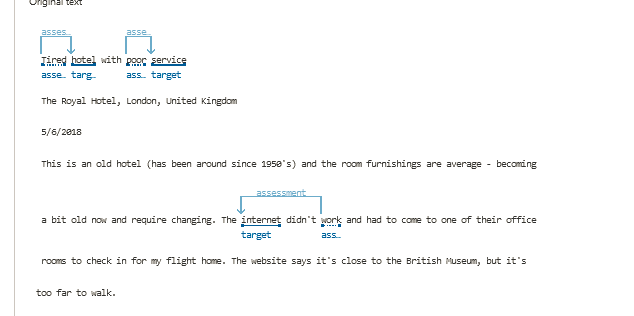 Original text
asses… asse…
Tired hotel with poor service
asse… targ… ass… target
The Royal Hotel, London, United Kingdom
5/6/2018
This is an old hotel (has been around since 1950's) and the room furnishings are average - becoming
assessment
a bit old now and require changing. The internet didn't work and had to come to one of their office
target ass…
rooms to check in for my flight home. The website says it's close to the British Museum, but it's
too far to walk.